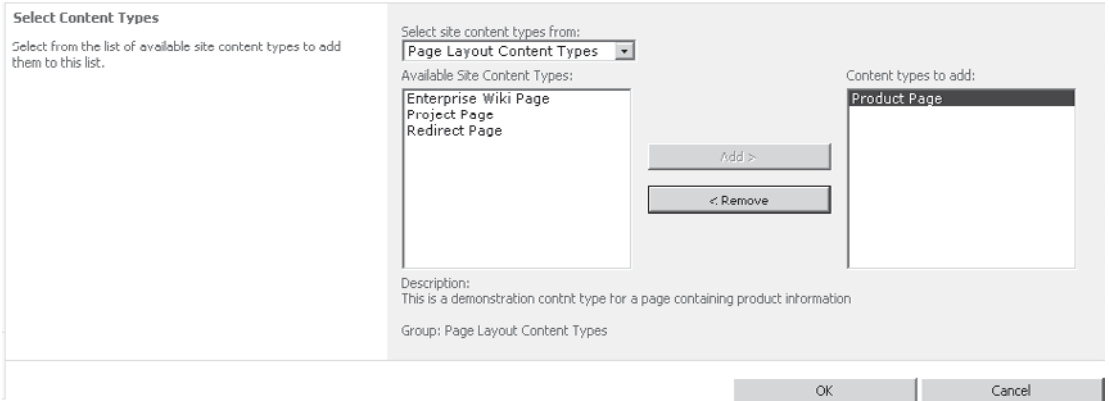 Select Content Types
Select from the list of available site content types to add
them to this list.
Select site content types from:
Page Layout Content Types
Available Site Content Types:
Enterprise Wiki Page
Project Page
Redirect Page
Add >
< Remove
Content types to add:
Product Page
Description:
This is a demonstration contnt type for a page containing product information
Group: Page Layout Content Types
OK
Cancel